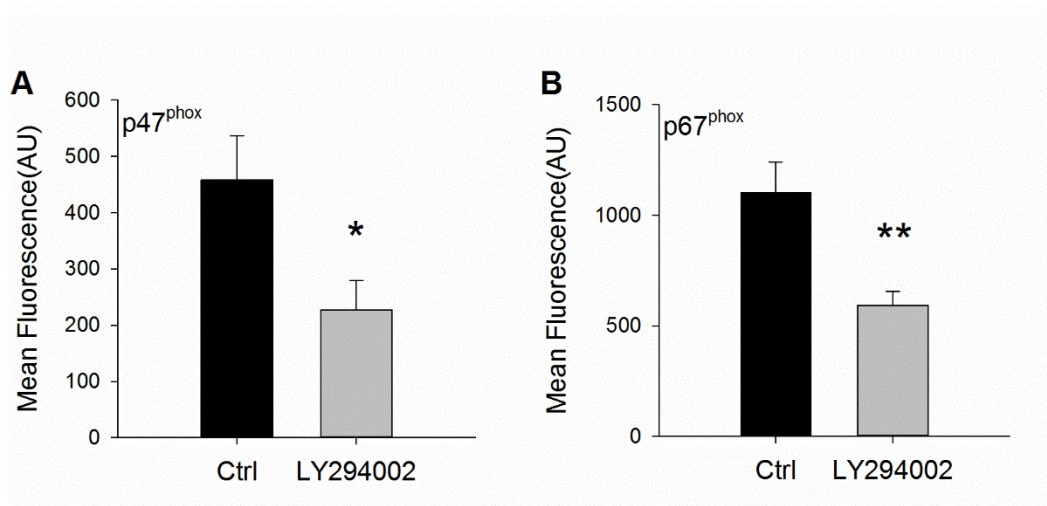 A
p47phox
Mean Fluorescence(AU)
600
500
400
300
200
100
0
*
Ctrl LY294002
B
p67phox
Mean Fluorescence(AU)
1500
1000
500
0
**
Ctrl LY294002